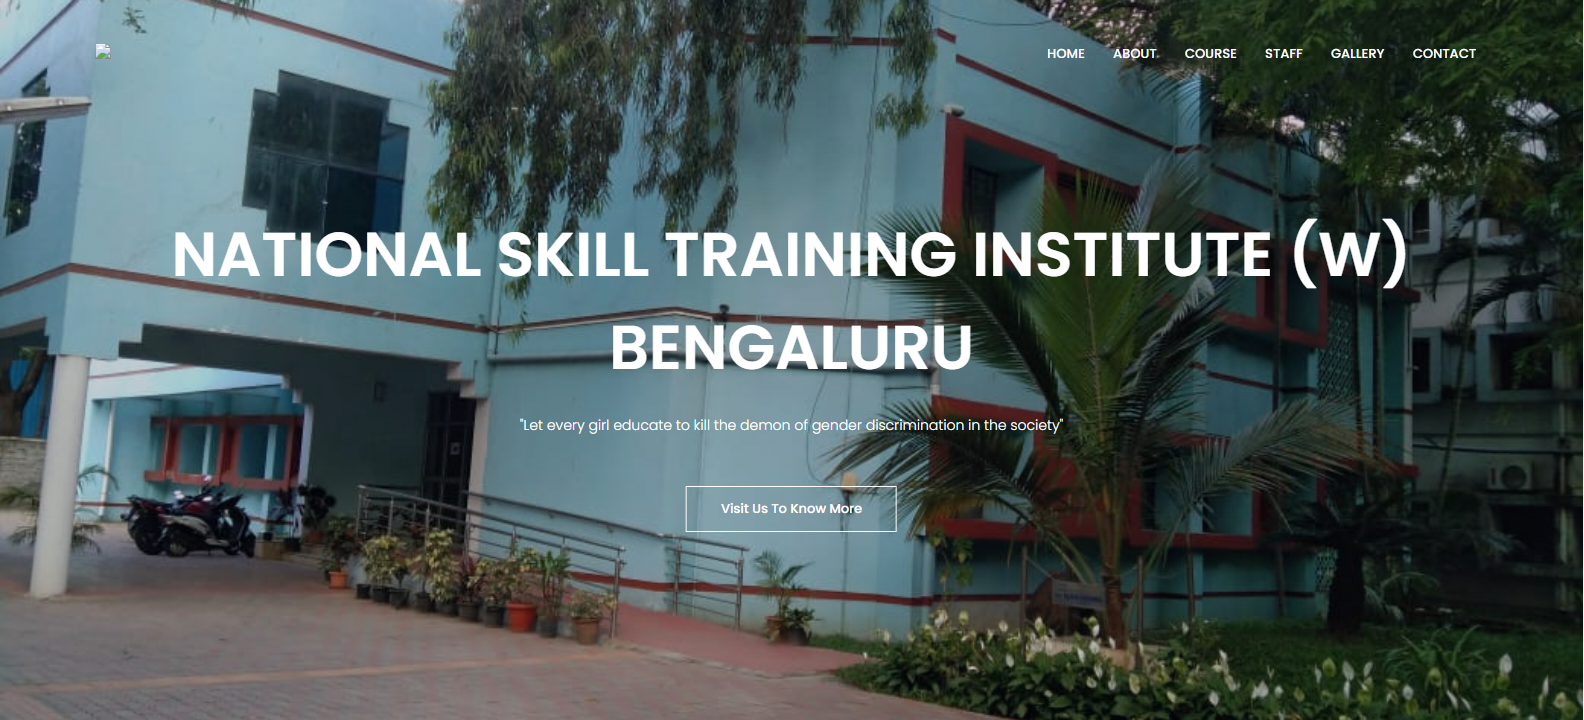 HOME ABOUT COURSE STAFF GALLERY CONTACT
NATIONAL SKILL TRAINING INSTITUTE (W)
BENGALURU
"Let every girl educate to kill the demon of gender discrimination in the society"
Visit Us To Know More